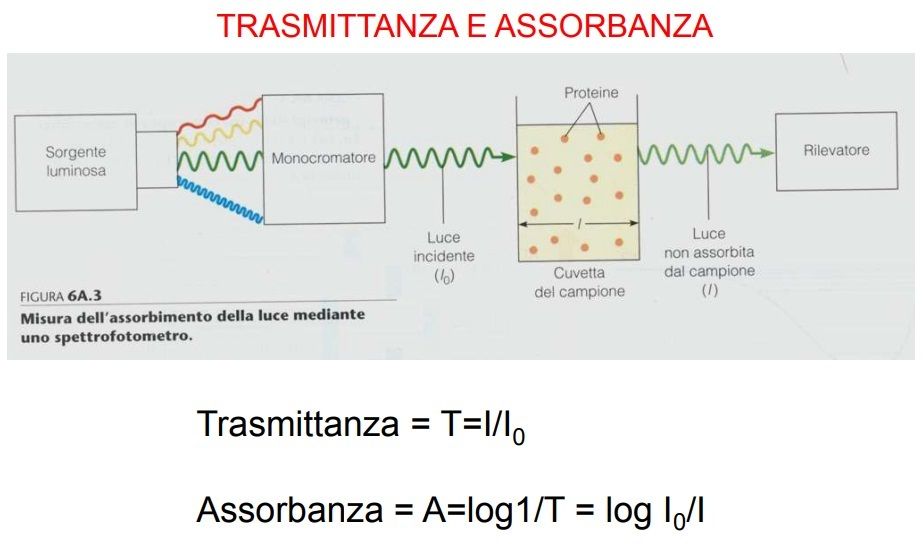 TRASMITTANZA E ASSORBANZA
Proteine
Sorgente
luminosa
Monocromatore
Rilevatore
l
Luce
incidente
(I₀)
Cuvetta
del campione
Luce
non assorbita
dal campione
(I)
FIGURA 6A.3
Misura dell'assorbimento della luce mediante
uno spettrofotometro.
Trasmittanza = T=I/I₀
Assorbanza = A=log1/T = log I₀/I